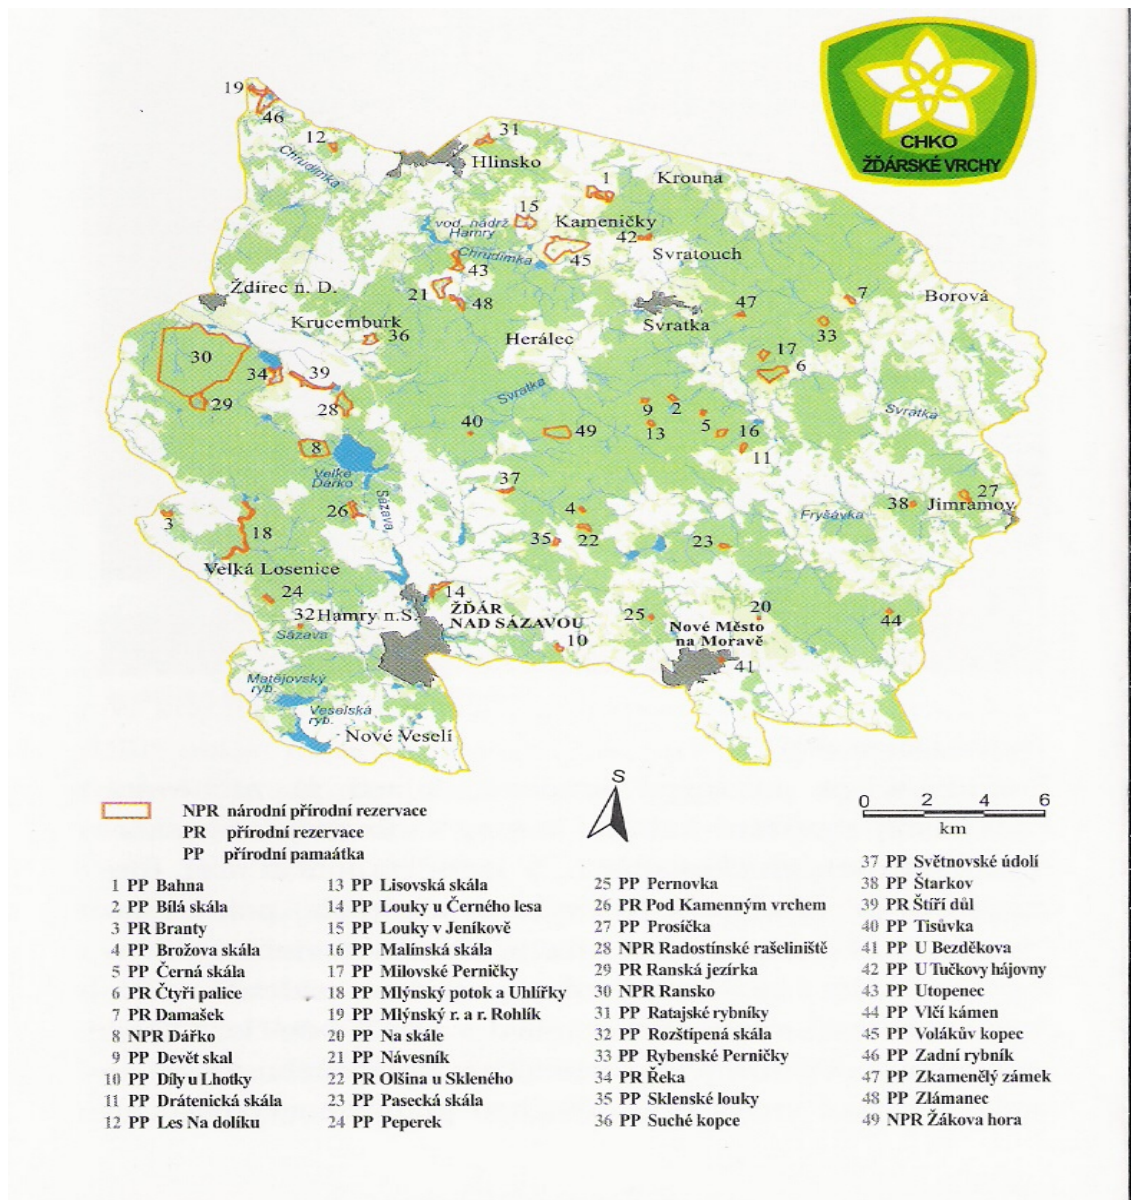 CHKO
ŽĎÁRSKÉ VRCHY
19
46
12
31
Chrudimka
Hlinsko
1
Krouna
15
vod. nádrž
Hamry
Kameničky
42
45
Svratouch
Chrudimka
43
21
48
Ždírec n. D.
47
7
Borová
Krucemburk
36
Svratka
33
Herálec
30
17
6
34
39
29
28
Svratka
9
2
Svratka
40
49
13
5
16
11
8
Velké
Dářko
37
27
38
Jimramov
Sázava
26
4
Fryšávka
3
18
35
22
23
Velká Losenice
24
14
32
Hamry n.S.
ŽĎÁR
NAD SÁZAVOU
25
20
44
Nové Město
na Moravě
Sázava
10
41
Matějovský
ryb.
Veselská
ryb.
Nové Veselí
S
NPR národní přírodní rezervace
PR přírodní rezervace
PP přírodní pamaátka
0 2 4 6
km
1 PP Bahna
2 PP Bílá skála
3 PR Branty
4 PP Brožova skála
5 PP Černá skála
6 PR Čtyři palice
7 PR Damašek
8 NPR Dářko
9 PP Devět skal
10 PP Díly u Lhotky
11 PP Drátenická skála
12 PP Les Na dolíku
13 PP Lisovská skála
14 PP Louky u Černého lesa
15 PP Louky v Jeníkově
16 PP Malínská skála
17 PP Milovské Perničky
18 PP Mlýnský potok a Uhlířky
19 PP Mlýnský r. a r. Rohlík
20 PP Na skále
21 PP Návesník
22 PR Olšina u Skleného
23 PP Pasecká skála
24 PP Peperek
25 PP Pernovka
26 PR Pod Kamenným vrchem
27 PP Prosíčka
28 NPR Radostínské rašeliniště
29 PR Ranská jezírka
30 NPR Ransko
31 PP Ratajské rybníky
32 PP Rozštípená skála
33 PP Rybenské Perničky
34 PR Řeka
35 PP Sklenské louky
36 PP Suché kopce
37 PP Světnovské údolí
38 PP Štarkov
39 PR Štíří důl
40 PP Tisůvka
41 PP U Bezděkova
42 PP U Tučkovy hájovny
43 PP Utopenec
44 PP Vlčí kámen
45 PP Volákův kopec
46 PP Zadní rybník
47 PP Zkamenělý zámek
48 PP Zlámanec
49 NPR Žákova hora